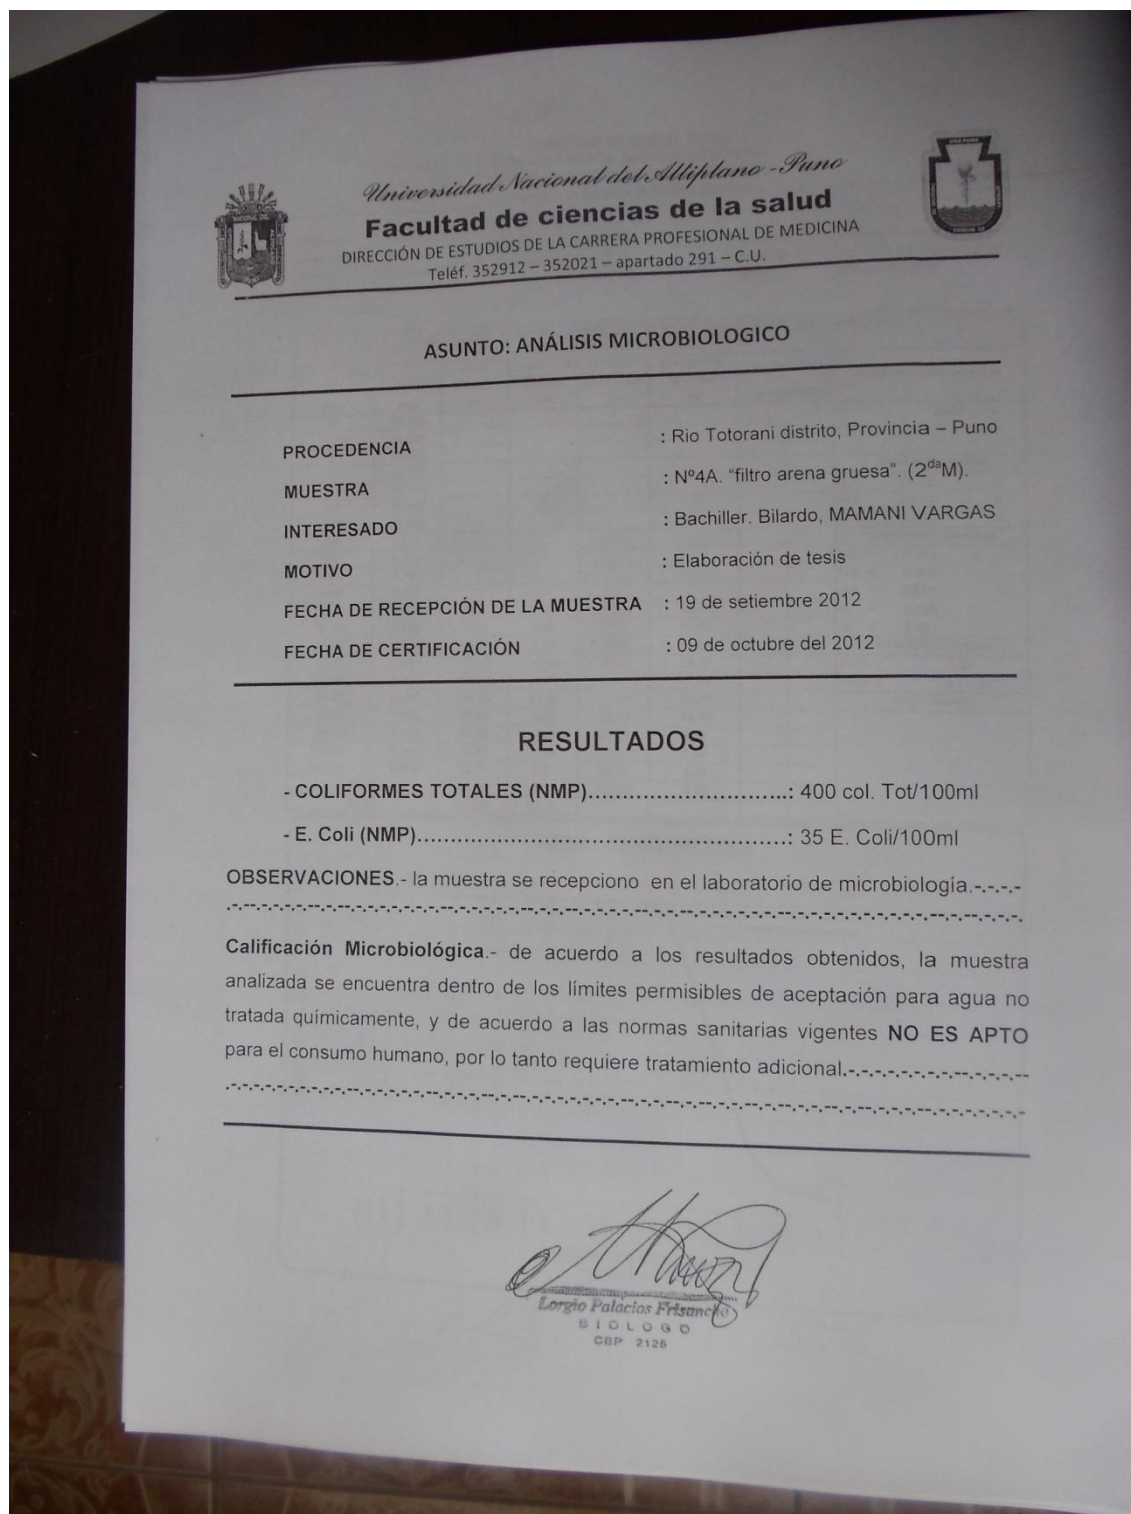 Universidad Nacional del Altiplano - Puno
Facultad de ciencias de la salud
DIRECCIÓN DE ESTUDIOS DE LA CARRERA PROFESIONAL DE MEDICINA
Teléf. 352912 – 352021 – apartado 291 – C.U.
ASUNTO: ANÁLISIS MICROBIOLOGICO
PROCEDENCIA : Rio Totorani distrito, Provincia – Puno
MUESTRA : Nº4A. “filtro arena gruesa”. (2daM).
INTERESADO : Bachiller. Bilardo, MAMANI VARGAS
MOTIVO : Elaboración de tesis
FECHA DE RECEPCIÓN DE LA MUESTRA : 19 de setiembre 2012
FECHA DE CERTIFICACIÓN : 09 de octubre del 2012
RESULTADOS
- COLIFORMES TOTALES (NMP)..............................: 400 col. Tot/100ml
- E. Coli (NMP)......................................................: 35 E. Coli/100ml
OBSERVACIONES.- la muestra se recepciono en el laboratorio de microbiología.-.-.-.-
Calificación Microbiológica.- de acuerdo a los resultados obtenidos, la muestra
analizada se encuentra dentro de los límites permisibles de aceptación para agua no
tratada químicamente, y de acuerdo a las normas sanitarias vigentes NO ES APTO
para el consumo humano, por lo tanto requiere tratamiento adicional.-.-.-.-.-.-.-.--.-.-.-.--
Lorgio Palacios Frisancho
BIOLOGO
CBP 2125